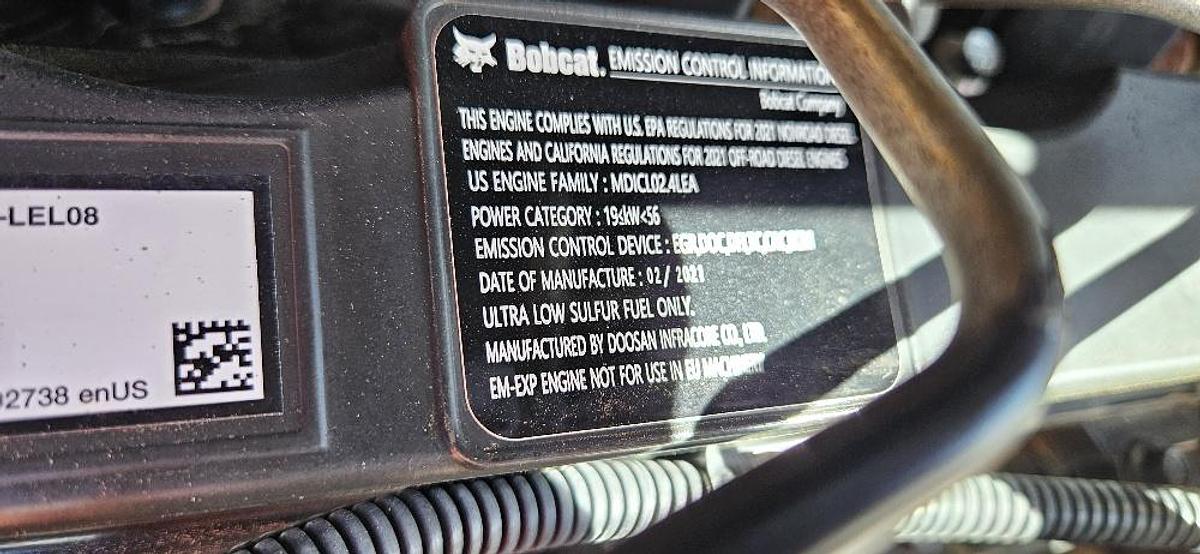 -LEL08
02738 enUS
Bobcat. EMISSION CONTROL INFORMATION
Bobcat Company
THIS ENGINE COMPLIES WITH U.S. EPA REGULATIONS FOR 2021 NONROAD DIESEL
ENGINES AND CALIFORNIA REGULATIONS FOR 2021 OFF-ROAD DIESEL ENGINES
US ENGINE FAMILY : MDICL02.4LEA
POWER CATEGORY : 19≤kW<56
EMISSION CONTROL DEVICE :
DATE OF MANUFACTURE : 02/ 2021
ULTRA LOW SULFUR FUEL ONLY.
MANUFACTURED BY DOOSAN INFRACORE CO., LTD.
EM-EXP ENGINE NOT FOR USE IN EU MACHINERY